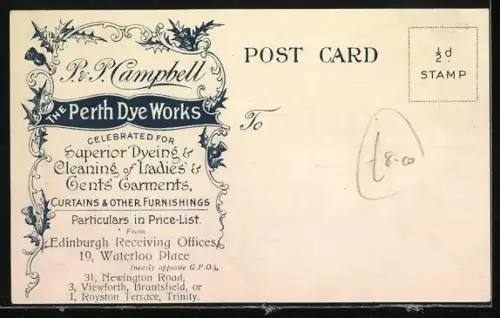 P. & P. Campbell
THE Perth Dye Works
CELEBRATED FOR
Superior Dyeing &
Cleaning of Ladies' &
Gents' Garments,
CURTAINS & OTHER FURNISHINGS
Particulars in Price-List.
From
Edinburgh Receiving Offices
19, Waterloo Place
(nearly opposite G.P.O.),
31, Newington Road,
3, Viewforth, Bruntsfield, or
1, Royston Terrace, Trinity.
POST CARD
½d
STAMP
To
£8-00